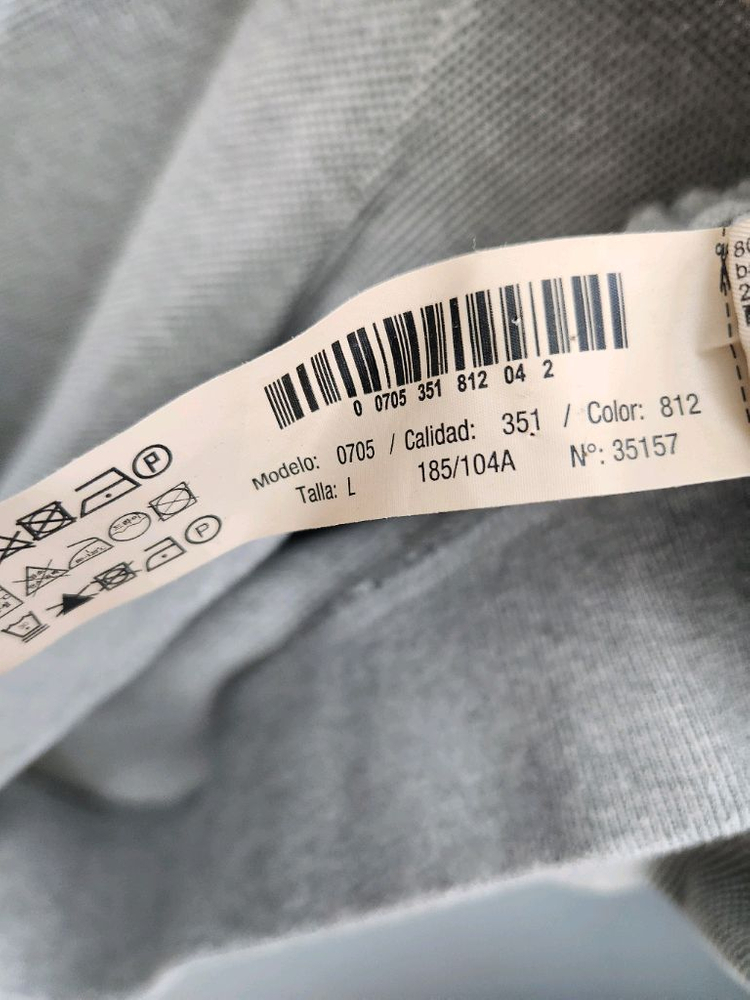 0 0705 351 812 04 2
Modelo: 0705 / Calidad: 351 / Color: 812
Talla: L 185/104A Nº: 35157
P
P